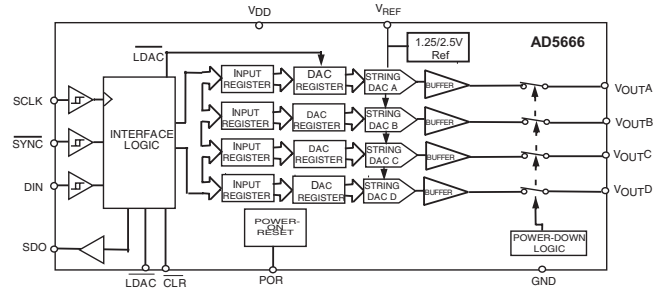 VDD
VREF
LDAC
1.25/2.5V
Ref
AD5666
INPUT
REGISTER
DAC
REGISTER
STRING
DAC A
BUFFER
VOUTA
SCLK
INPUT
REGISTER
DAC
REGISTER
STRING
DAC B
BUFFER
VOUTB
SYNC
INTERFACE
LOGIC
INPUT
REGISTER
DAC
REGISTER
STRING
DAC C
BUFFER
VOUTC
DIN
INPUT
REGISTER
DAC
REGISTER
STRING
DAC D
BUFFER
VOUTD
POWER-
ON
RESET
POWER-DOWN
LOGIC
SDO
LDAC
CLR
POR
GND